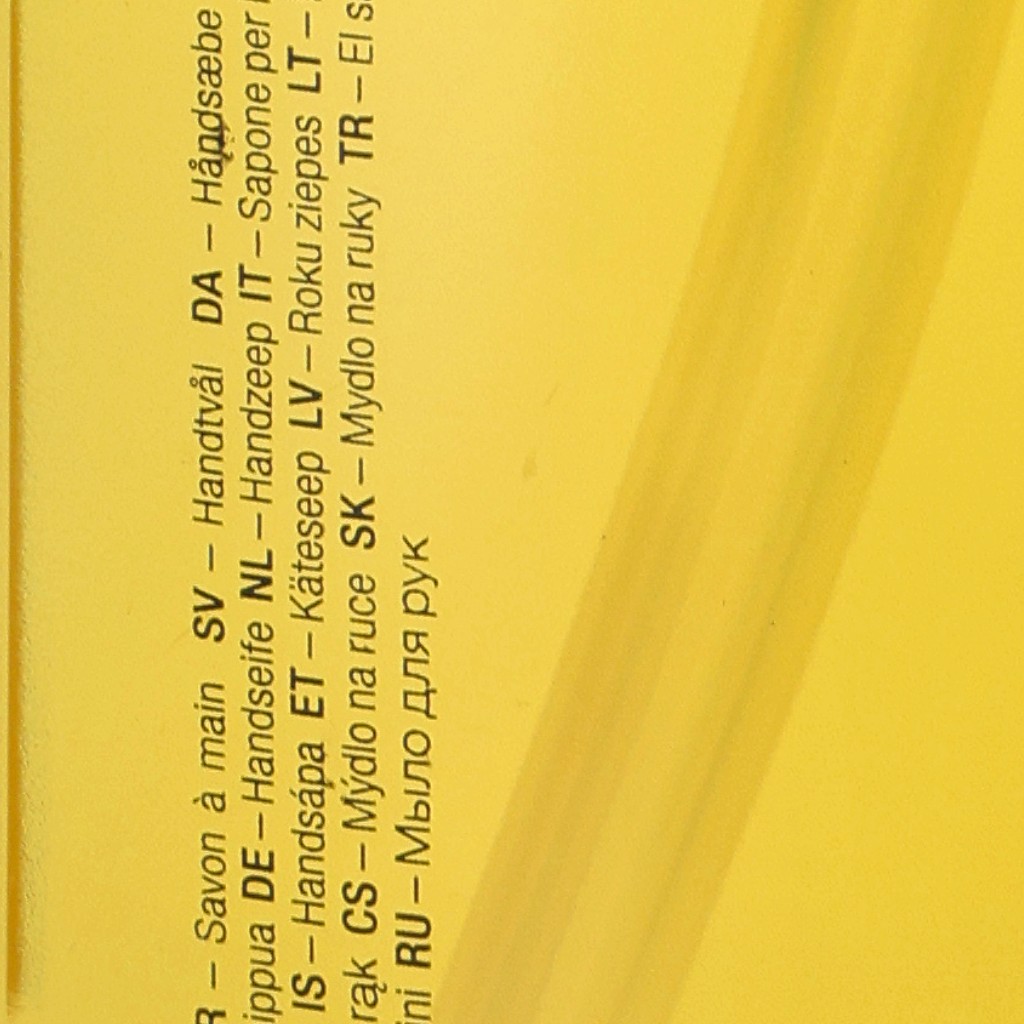 R – Savon à main SV – Handtvål DA – Håndsæbe
ippua DE – Handseife NL – Handzeep IT – Sapone per
IS – Handsápa ET – Käteseep LV – Roku ziepes LT –
rąk CS – Mýdlo na ruce SK – Mydlo na ruky TR – El s
ini RU – Мыло для рук